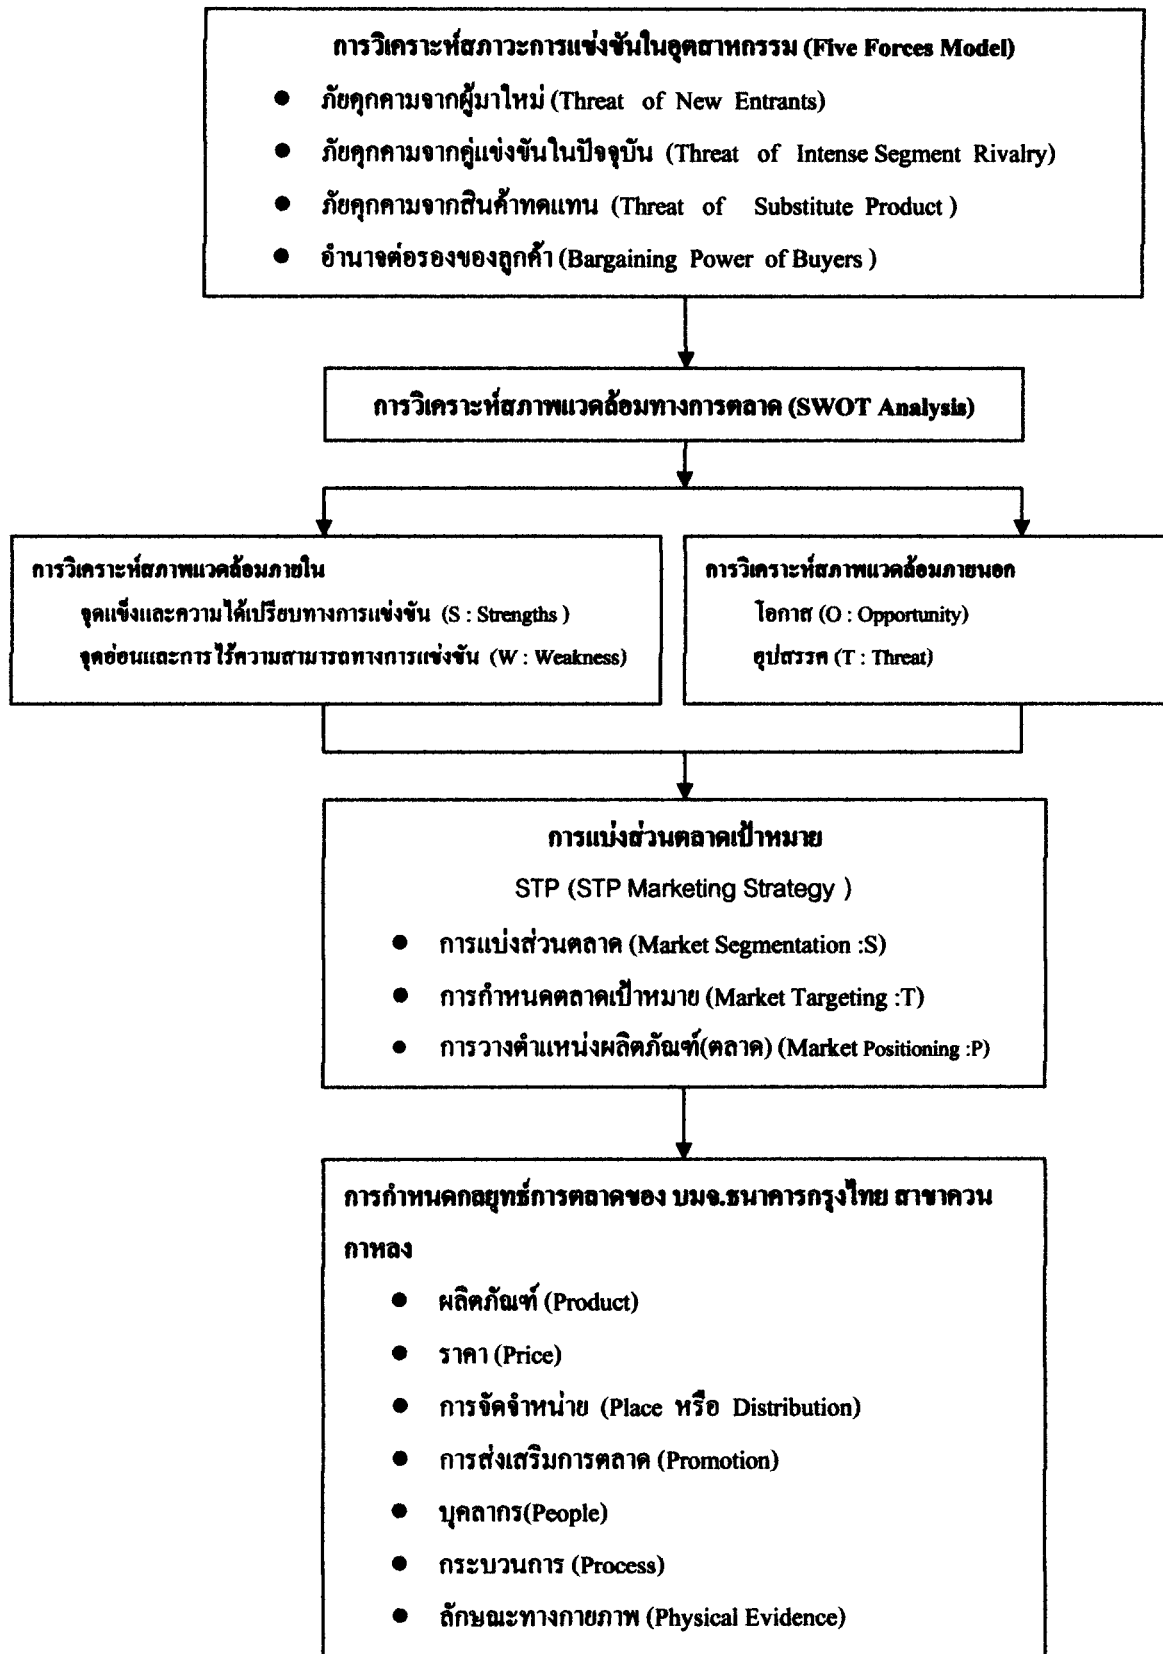 การวิเคราะห์สภาวะการแข่งขันในอุตสาหกรรม (Five Forces Model)
● ภัยคุกคามจากผู้มาใหม่ (Threat of New Entrants)
● ภัยคุกคามจากคู่แข่งขันในปัจจุบัน (Threat of Intense Segment Rivalry)
● ภัยคุกคามจากสินค้าทดแทน (Threat of Substitute Product )
● อำนาจต่อรองของลูกค้า (Bargaining Power of Buyers )
การวิเคราะห์สภาพแวดล้อมทางการตลาด (SWOT Analysis)
การวิเคราะห์สภาพแวดล้อมภายใน
จุดแข็งและความได้เปรียบทางการแข่งขัน (S : Strengths )
จุดอ่อนและการไร้ความสามารถทางการแข่งขัน (W : Weakness)
การวิเคราะห์สภาพแวดล้อมภายนอก
โอกาส (O : Opportunity)
อุปสรรค (T : Threat)
การแบ่งส่วนตลาดเป้าหมาย
STP (STP Marketing Strategy )
● การแบ่งส่วนตลาด (Market Segmentation :S)
● การกำหนดตลาดเป้าหมาย (Market Targeting :T)
● การวางตำแหน่งผลิตภัณฑ์(ตลาด) (Market Positioning :P)
การกำหนดกลยุทธ์การตลาดของ บมจ.ธนาคารกรุงไทย สาขาควน
กาหลง
● ผลิตภัณฑ์ (Product)
● ราคา (Price)
● การจัดจำหน่าย (Place หรือ Distribution)
● การส่งเสริมการตลาด (Promotion)
● บุคลากร(People)
● กระบวนการ (Process)
● ลักษณะทางกายภาพ (Physical Evidence)